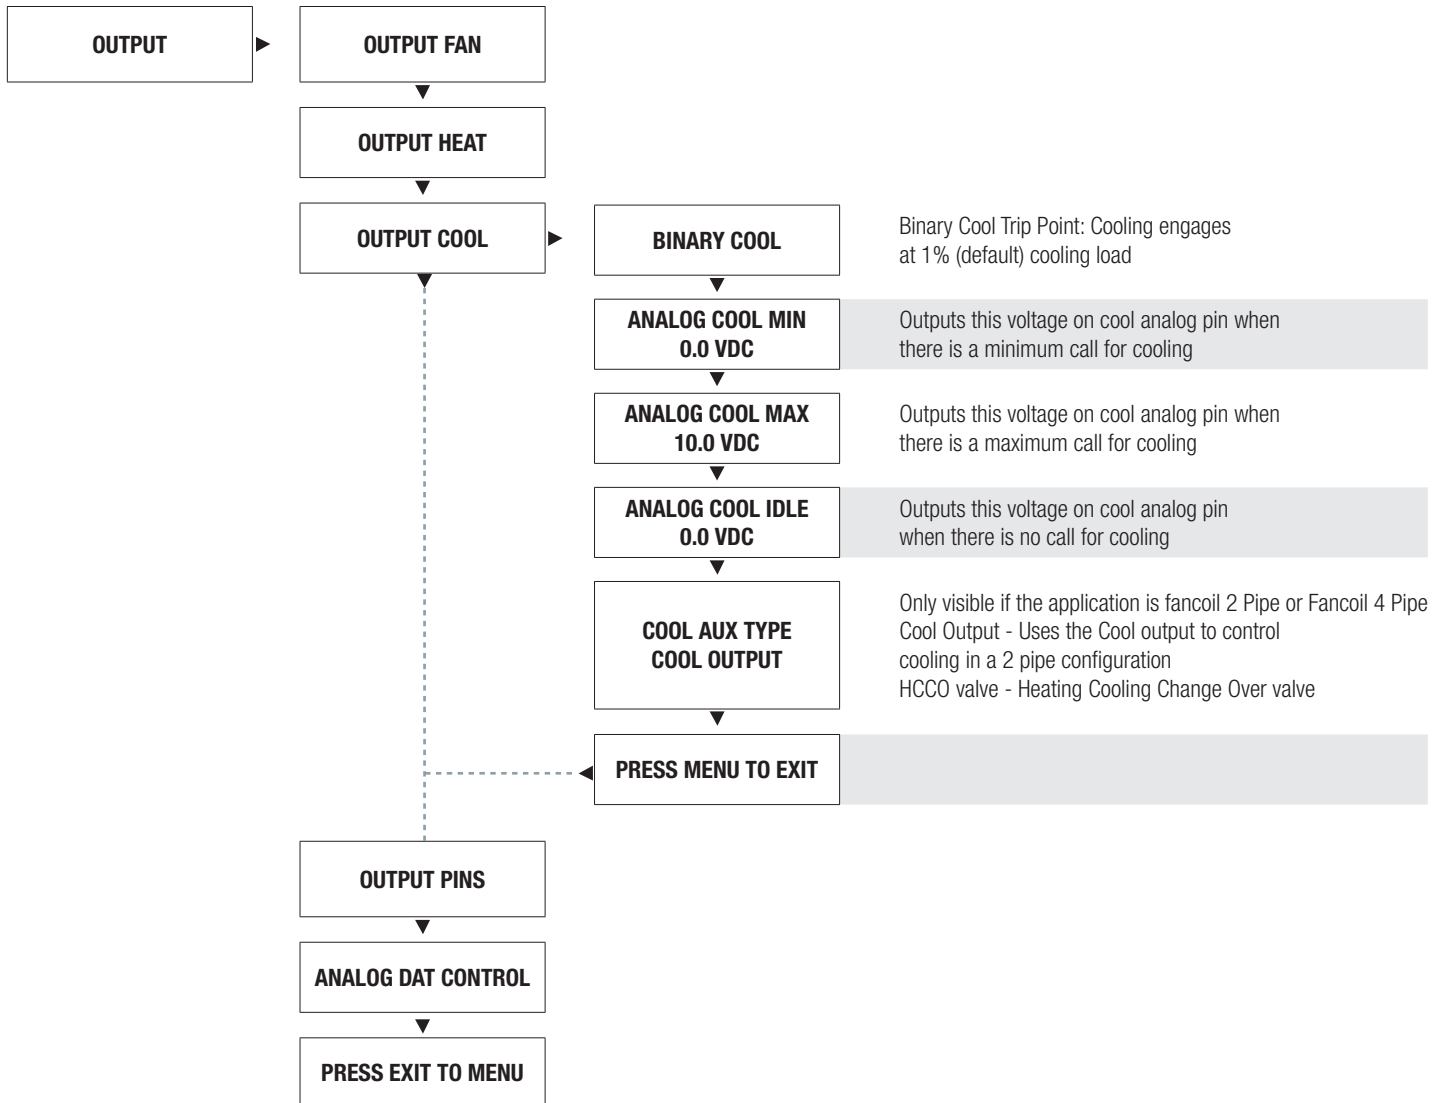 OUTPUT
OUTPUT FAN
OUTPUT HEAT
OUTPUT COOL
BINARY COOL
Binary Cool Trip Point: Cooling engages
at 1% (default) cooling load
ANALOG COOL MIN
0.0 VDC
Outputs this voltage on cool analog pin when
there is a minimum call for cooling
ANALOG COOL MAX
10.0 VDC
Outputs this voltage on cool analog pin when
there is a maximum call for cooling
ANALOG COOL IDLE
0.0 VDC
Outputs this voltage on cool analog pin
when there is no call for cooling
COOL AUX TYPE
COOL OUTPUT
Only visible if the application is fancoil 2 Pipe or Fancoil 4 Pipe
Cool Output - Uses the Cool output to control
cooling in a 2 pipe configuration
HCCO valve - Heating Cooling Change Over valve
PRESS MENU TO EXIT
OUTPUT PINS
ANALOG DAT CONTROL
PRESS EXIT TO MENU